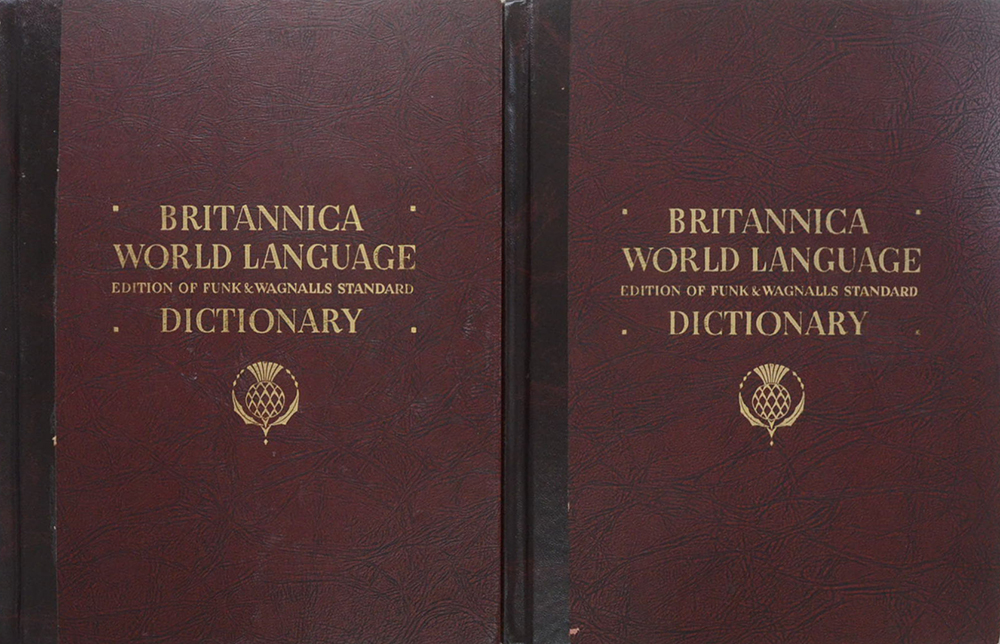 BRITANNICA
WORLD LANGUAGE
EDITION OF FUNK & WAGNALLS STANDARD
DICTIONARY
BRITANNICA
WORLD LANGUAGE
EDITION OF FUNK & WAGNALLS STANDARD
DICTIONARY